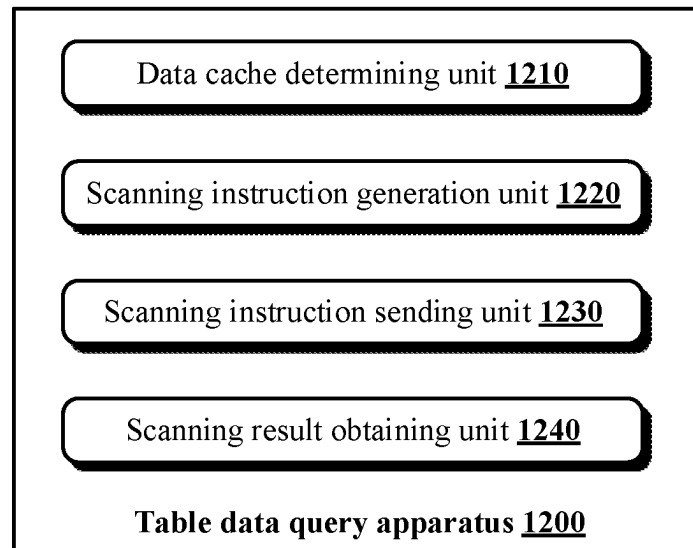 Data cache determining unit 1210
Scanning instruction generation unit 1220
Scanning instruction sending unit 1230
Scanning result obtaining unit 1240
Table data query apparatus 1200